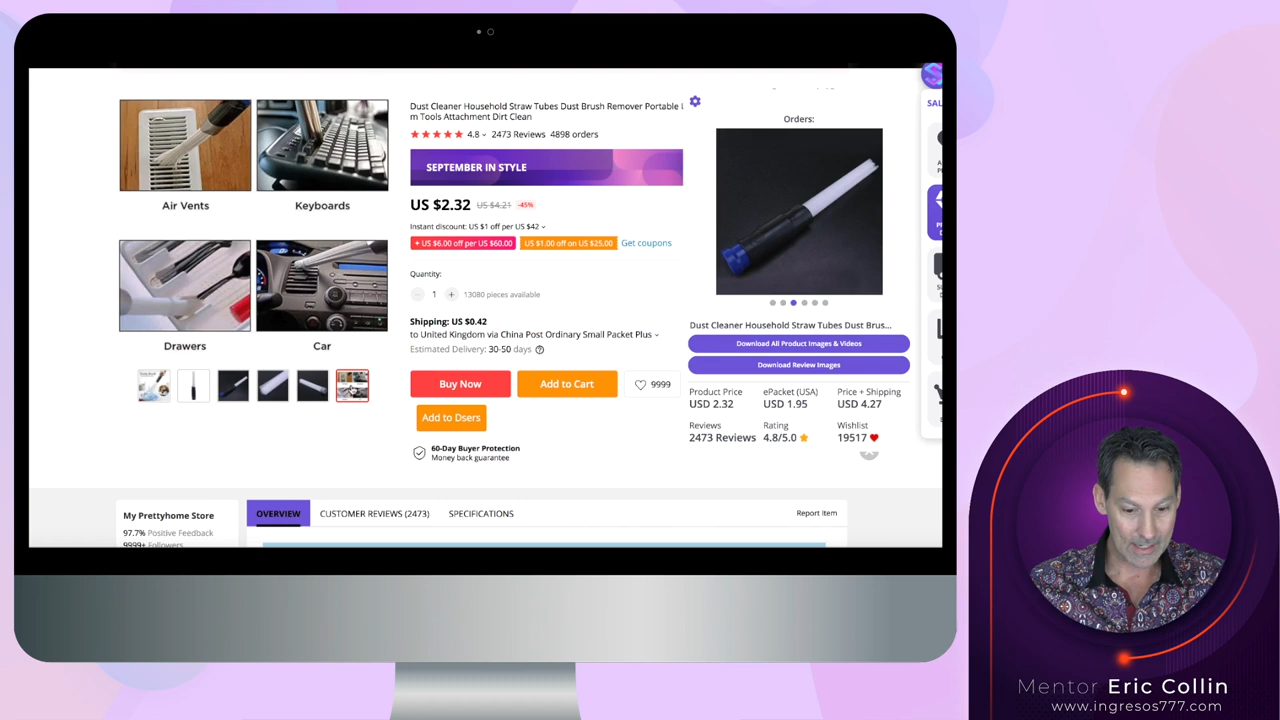 Air Vents
Keyboards
Drawers
Car
Dust Cleaner Household Straw Tubes Dust Brush Remover Portable
m Tools Attachment Dirt Clean
4.8 2473 Reviews 4898 orders
SEPTEMBER IN STYLE
US $2.32 US $4.21 -45%
Instant discount: US $1 off per US $42
+ US $6.00 off per US $60.00 US $1.00 off on US $25.00 Get coupons
Quantity:
− 1 + 13080 pieces available
Shipping: US $0.42
to United Kingdom via China Post Ordinary Small Packet Plus
Estimated Delivery: 30-50 days ?
Buy Now Add to Cart 9999
Add to Dsers
60-Day Buyer Protection
Money back guarantee
Orders:
Dust Cleaner Household Straw Tubes Dust Brus...
Download All Product Images & Videos
Download Review Images
Product Price ePacket (USA) Price + Shipping
USD 2.32 USD 1.95 USD 4.27
Reviews Rating Wishlist
2473 Reviews 4.8/5.0 19517
SAL
My Prettyhome Store
97.7% Positive Feedback
9999+ Followers
OVERVIEW CUSTOMER REVIEWS (2473) SPECIFICATIONS Report Item
Mentor Eric Collin
www.ingresos777.com